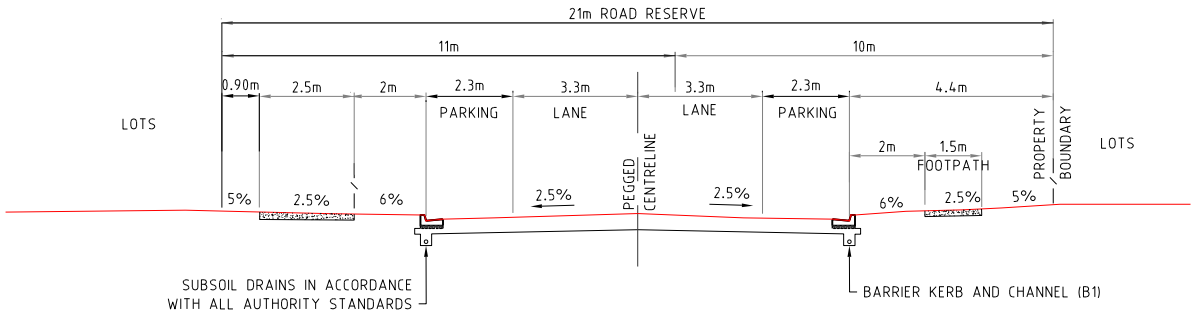 21m ROAD RESERVE
11m
10m
0.90m
2.5m
2m
2.3m
3.3m
3.3m
2.3m
4.4m
PARKING
LANE
LANE
PARKING
LOTS
PROPERTY
BOUNDARY
LOTS
2m
1.5m
FOOTPATH
PEGGED
CENTRELINE
5%
2.5%
6%
2.5%
2.5%
6%
2.5%
5%
SUBSOIL DRAINS IN ACCORDANCE
WITH ALL AUTHORITY STANDARDS
BARRIER KERB AND CHANNEL (B1)